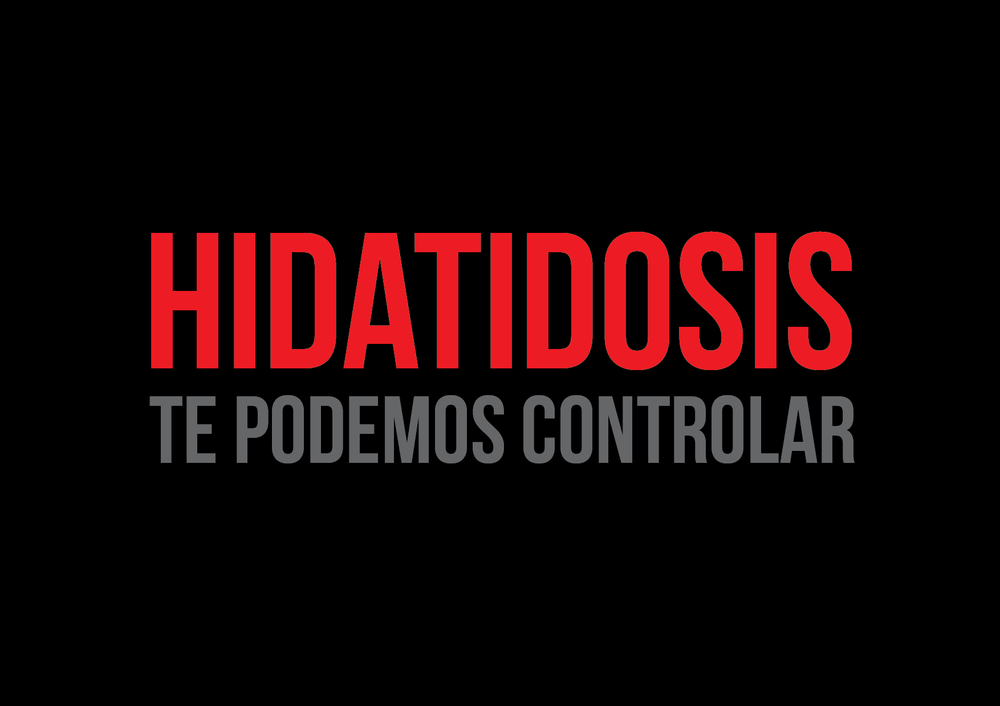 HIDATIDOSIS
TE PODEMOS CONTROLAR